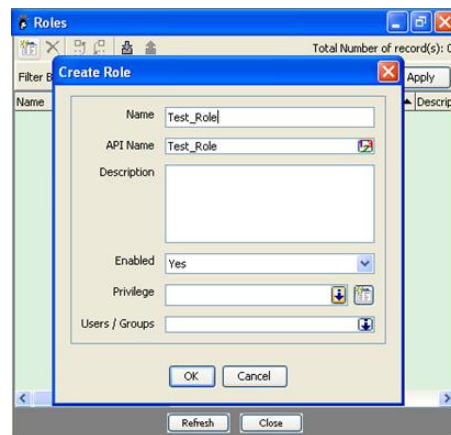 Roles
Total Number of record(s): 0
Filter B
Apply
Name
Descrip
Create Role
Name
Test_Role
API Name
Test_Role
Description
Enabled
Yes
Privilege
Users / Groups
OK
Cancel
Refresh
Close